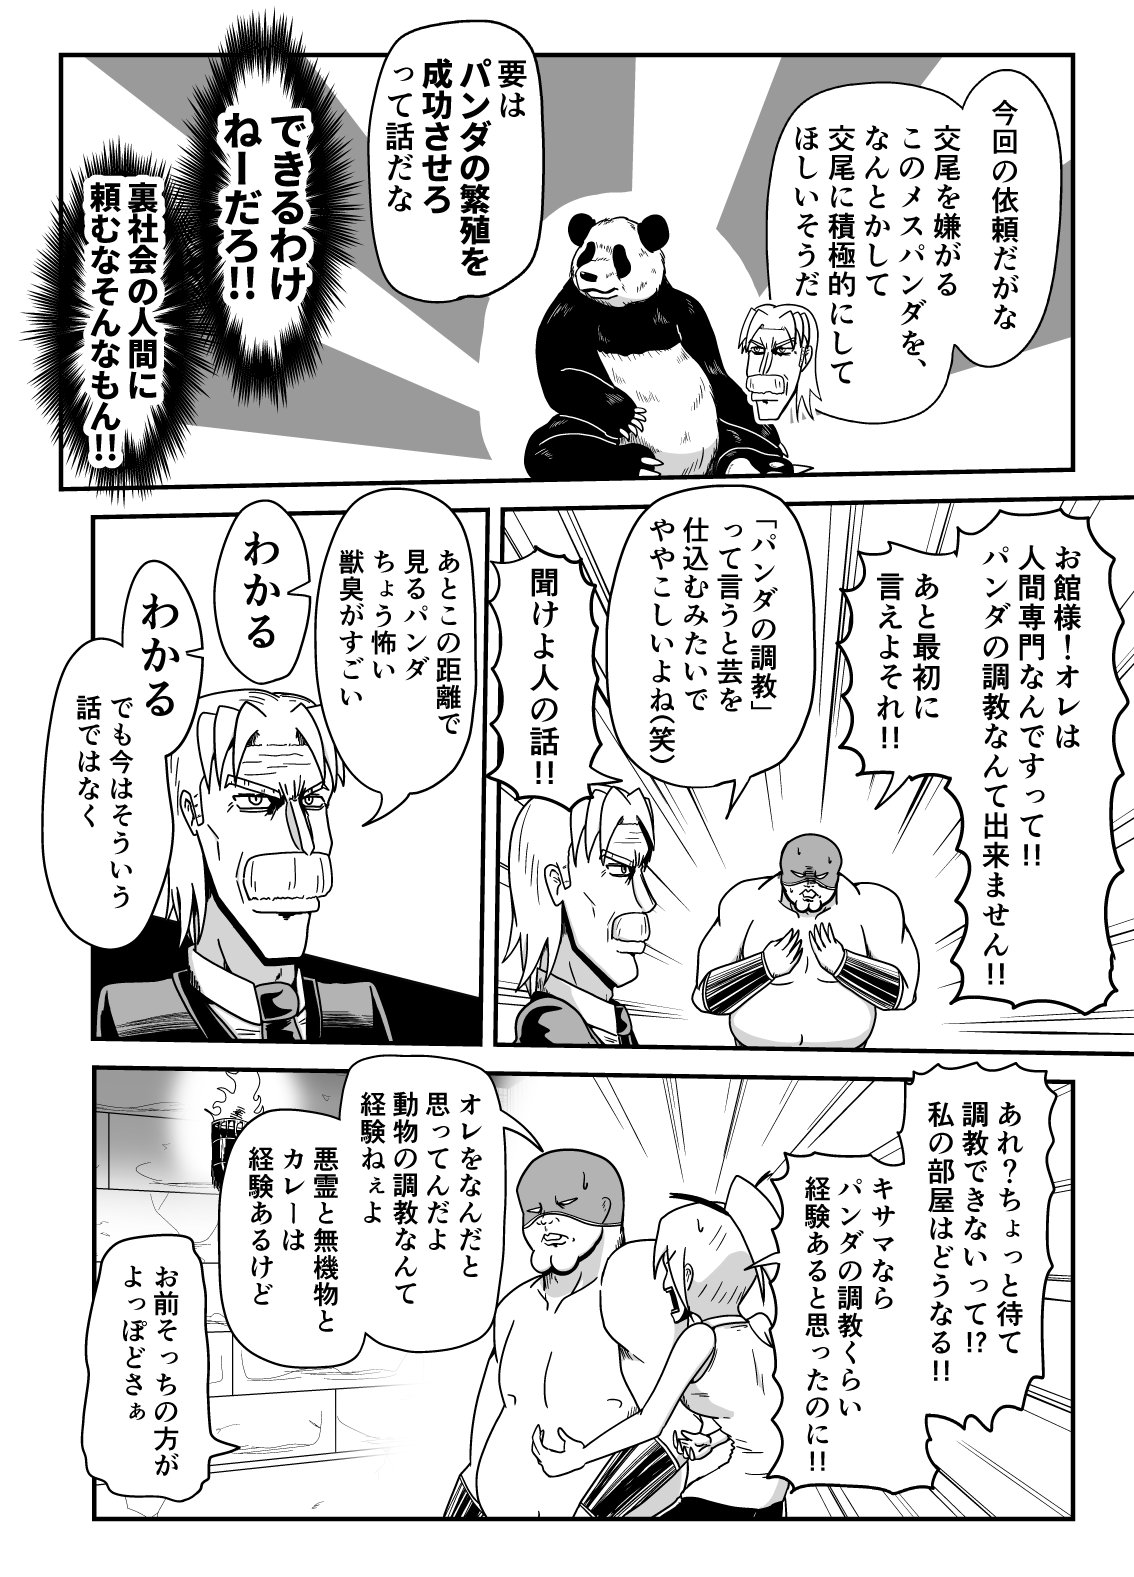 今回の依頼だがな
交尾を嫌がる
このメスパンダを、
なんとかして
交尾に積極的にして
ほしいそうだ
要は
パンダの繁殖を
成功させろ
って話だな
できるわけ
ねーだろ!!
裏社会の人間に
頼むなそんなもん!!
お館様！オレは
人間専門なんですって!!
パンダの調教なんて出来ません!!
あと最初に
言えよそれ!!
「パンダの調教」
って言うと芸を
仕込むみたいで
ややこしいよね(笑)
聞けよ人の話!!
あとこの距離で
見るパンダ
ちょう怖い
獣臭がすごい
わかる
わかる
でも今はそういう
話ではなく
あれ？ちょっと待て
調教できないって!?
私の部屋はどうなる!!
キサマなら
パンダの調教くらい
経験あると思ったのに!!
オレをなんだと
思ってんだよ
動物の調教なんて
経験ねぇよ
悪霊と無機物と
カレーは
経験あるけど
お前そっちの方が
よっぽどさぁ